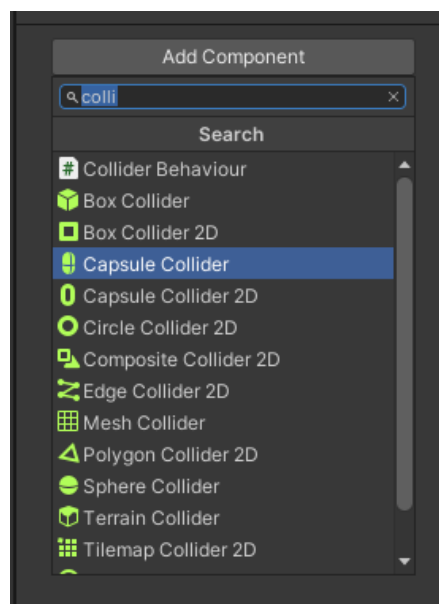 Add Component
colli
Search
Collider Behaviour
Box Collider
Box Collider 2D
Capsule Collider
Capsule Collider 2D
Circle Collider 2D
Composite Collider 2D
Edge Collider 2D
Mesh Collider
Polygon Collider 2D
Sphere Collider
Terrain Collider
Tilemap Collider 2D